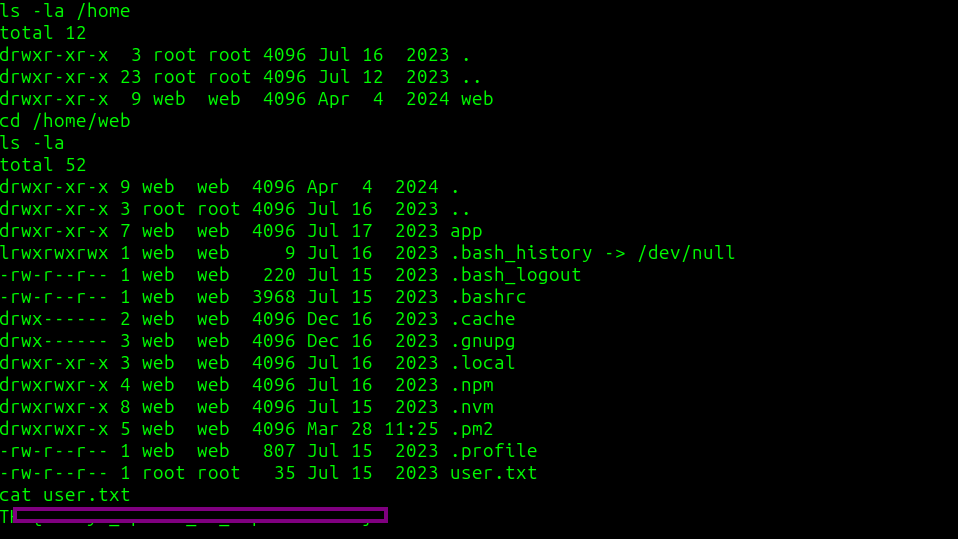 ls -la /home
total 12
drwxr-xr-x  3 root root 4096 Jul 16  2023 .
drwxr-xr-x 23 root root 4096 Jul 12  2023 ..
drwxr-xr-x  9 web  web  4096 Apr  4  2024 web
cd /home/web
ls -la
total 52
drwxr-xr-x 9 web  web  4096 Apr  4  2024 .
drwxr-xr-x 3 root root 4096 Jul 16  2023 ..
drwxr-xr-x 7 web  web  4096 Jul 17  2023 app
lrwxrwxrwx 1 web  web     9 Jul 16  2023 .bash_history -> /dev/null
-rw-r--r-- 1 web  web   220 Jul 15  2023 .bash_logout
-rw-r--r-- 1 web  web  3968 Jul 15  2023 .bashrc
drwx------ 2 web  web  4096 Dec 16  2023 .cache
drwx------ 3 web  web  4096 Dec 16  2023 .gnupg
drwxr-xr-x 3 web  web  4096 Jul 16  2023 .local
drwxrwxr-x 4 web  web  4096 Jul 16  2023 .npm
drwxrwxr-x 8 web  web  4096 Jul 15  2023 .nvm
drwxrwxr-x 5 web  web  4096 Mar 28 11:25 .pm2
-rw-r--r-- 1 web  web   807 Jul 15  2023 .profile
-rw-r--r-- 1 root root   35 Jul 15  2023 user.txt
cat user.txt